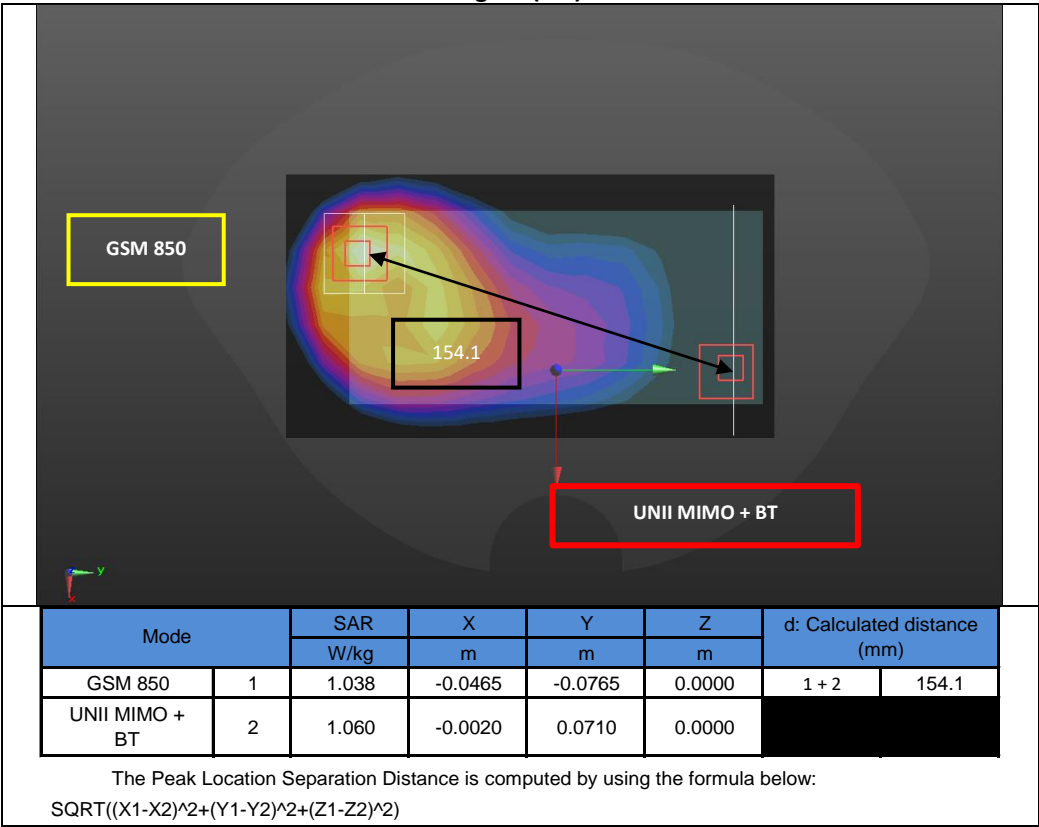 GSM 850
154.1
UNII MIMO + BT
y
x
Mode SAR X Y Z d: Calculated distance (mm)
W/kg m m m
GSM 850 1 1.038 -0.0465 -0.0765 0.0000 1 + 2 154.1
UNII MIMO + BT 2 1.060 -0.0020 0.0710 0.0000
The Peak Location Separation Distance is computed by using the formula below:
SQRT((X1-X2)^2+(Y1-Y2)^2+(Z1-Z2)^2)